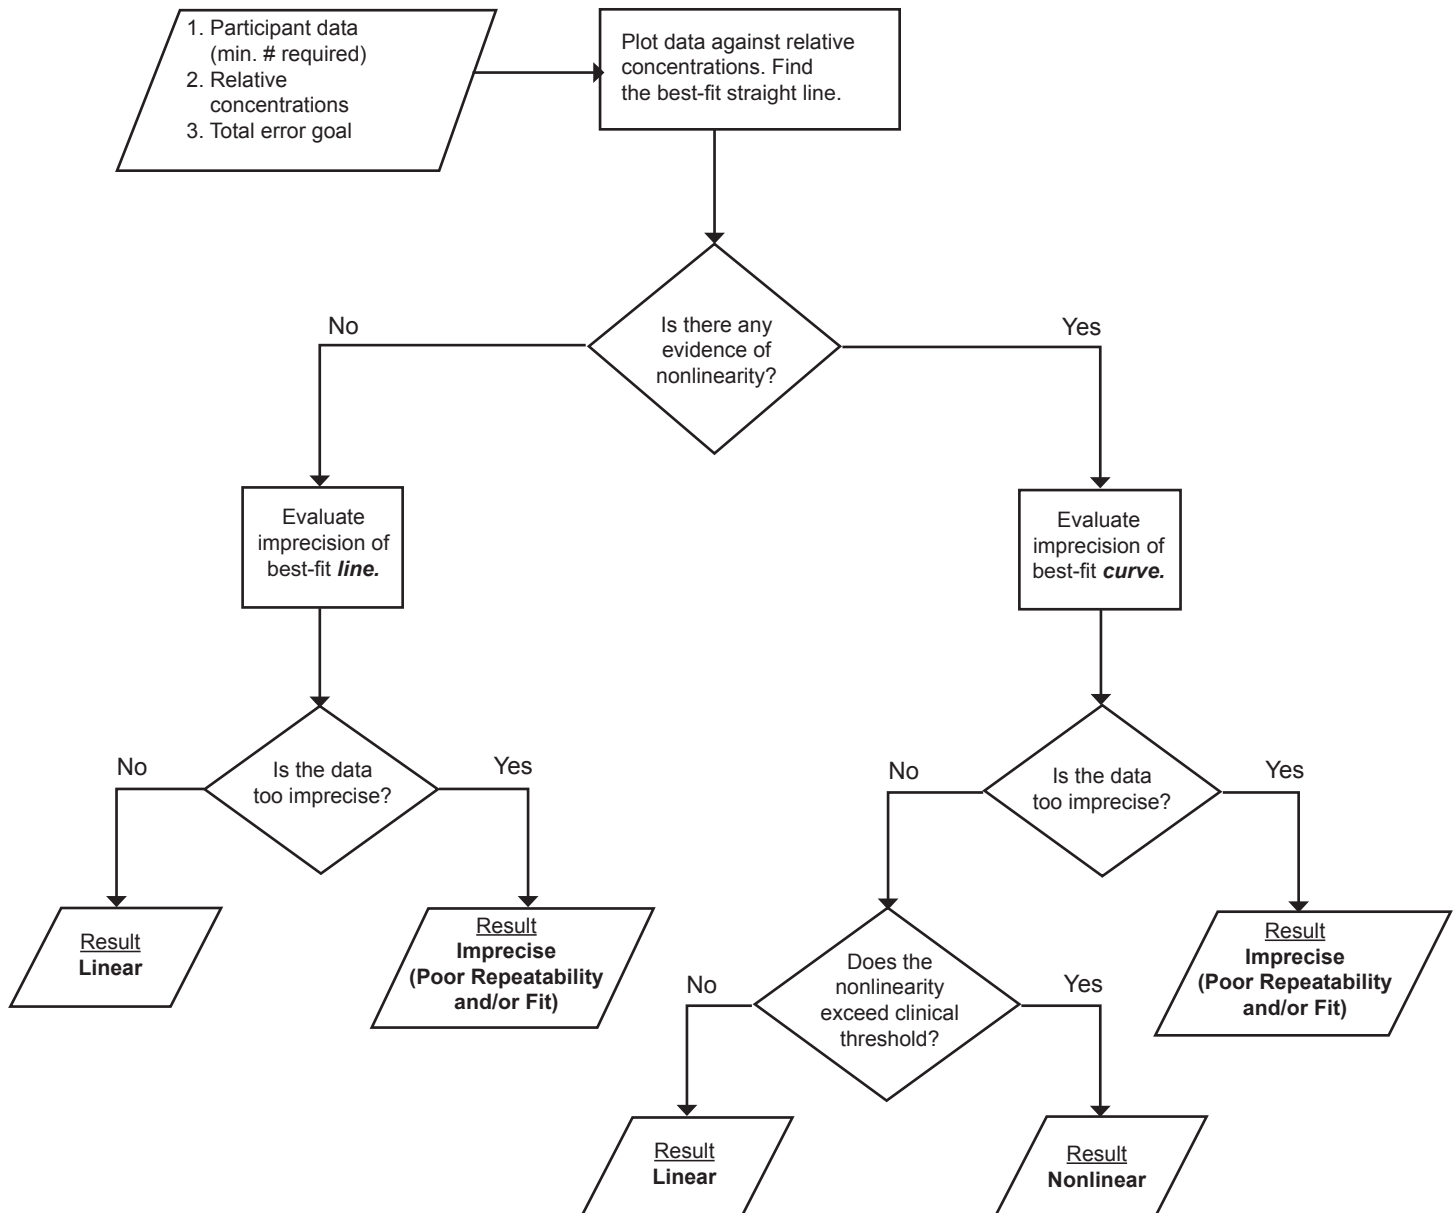 1. Participant data
(min. # required)
2. Relative
concentrations
3. Total error goal
Plot data against relative
concentrations. Find
the best-fit straight line.
Is there any
evidence of
nonlinearity?
No
Yes
Evaluate
imprecision of
best-fit line.
Evaluate
imprecision of
best-fit curve.
Is the data
too imprecise?
No
Yes
Is the data
too imprecise?
No
Yes
Result
Linear
Result
Imprecise
(Poor Repeatability
and/or Fit)
Does the
nonlinearity
exceed clinical
threshold?
No
Yes
Result
Imprecise
(Poor Repeatability
and/or Fit)
Result
Linear
Result
Nonlinear